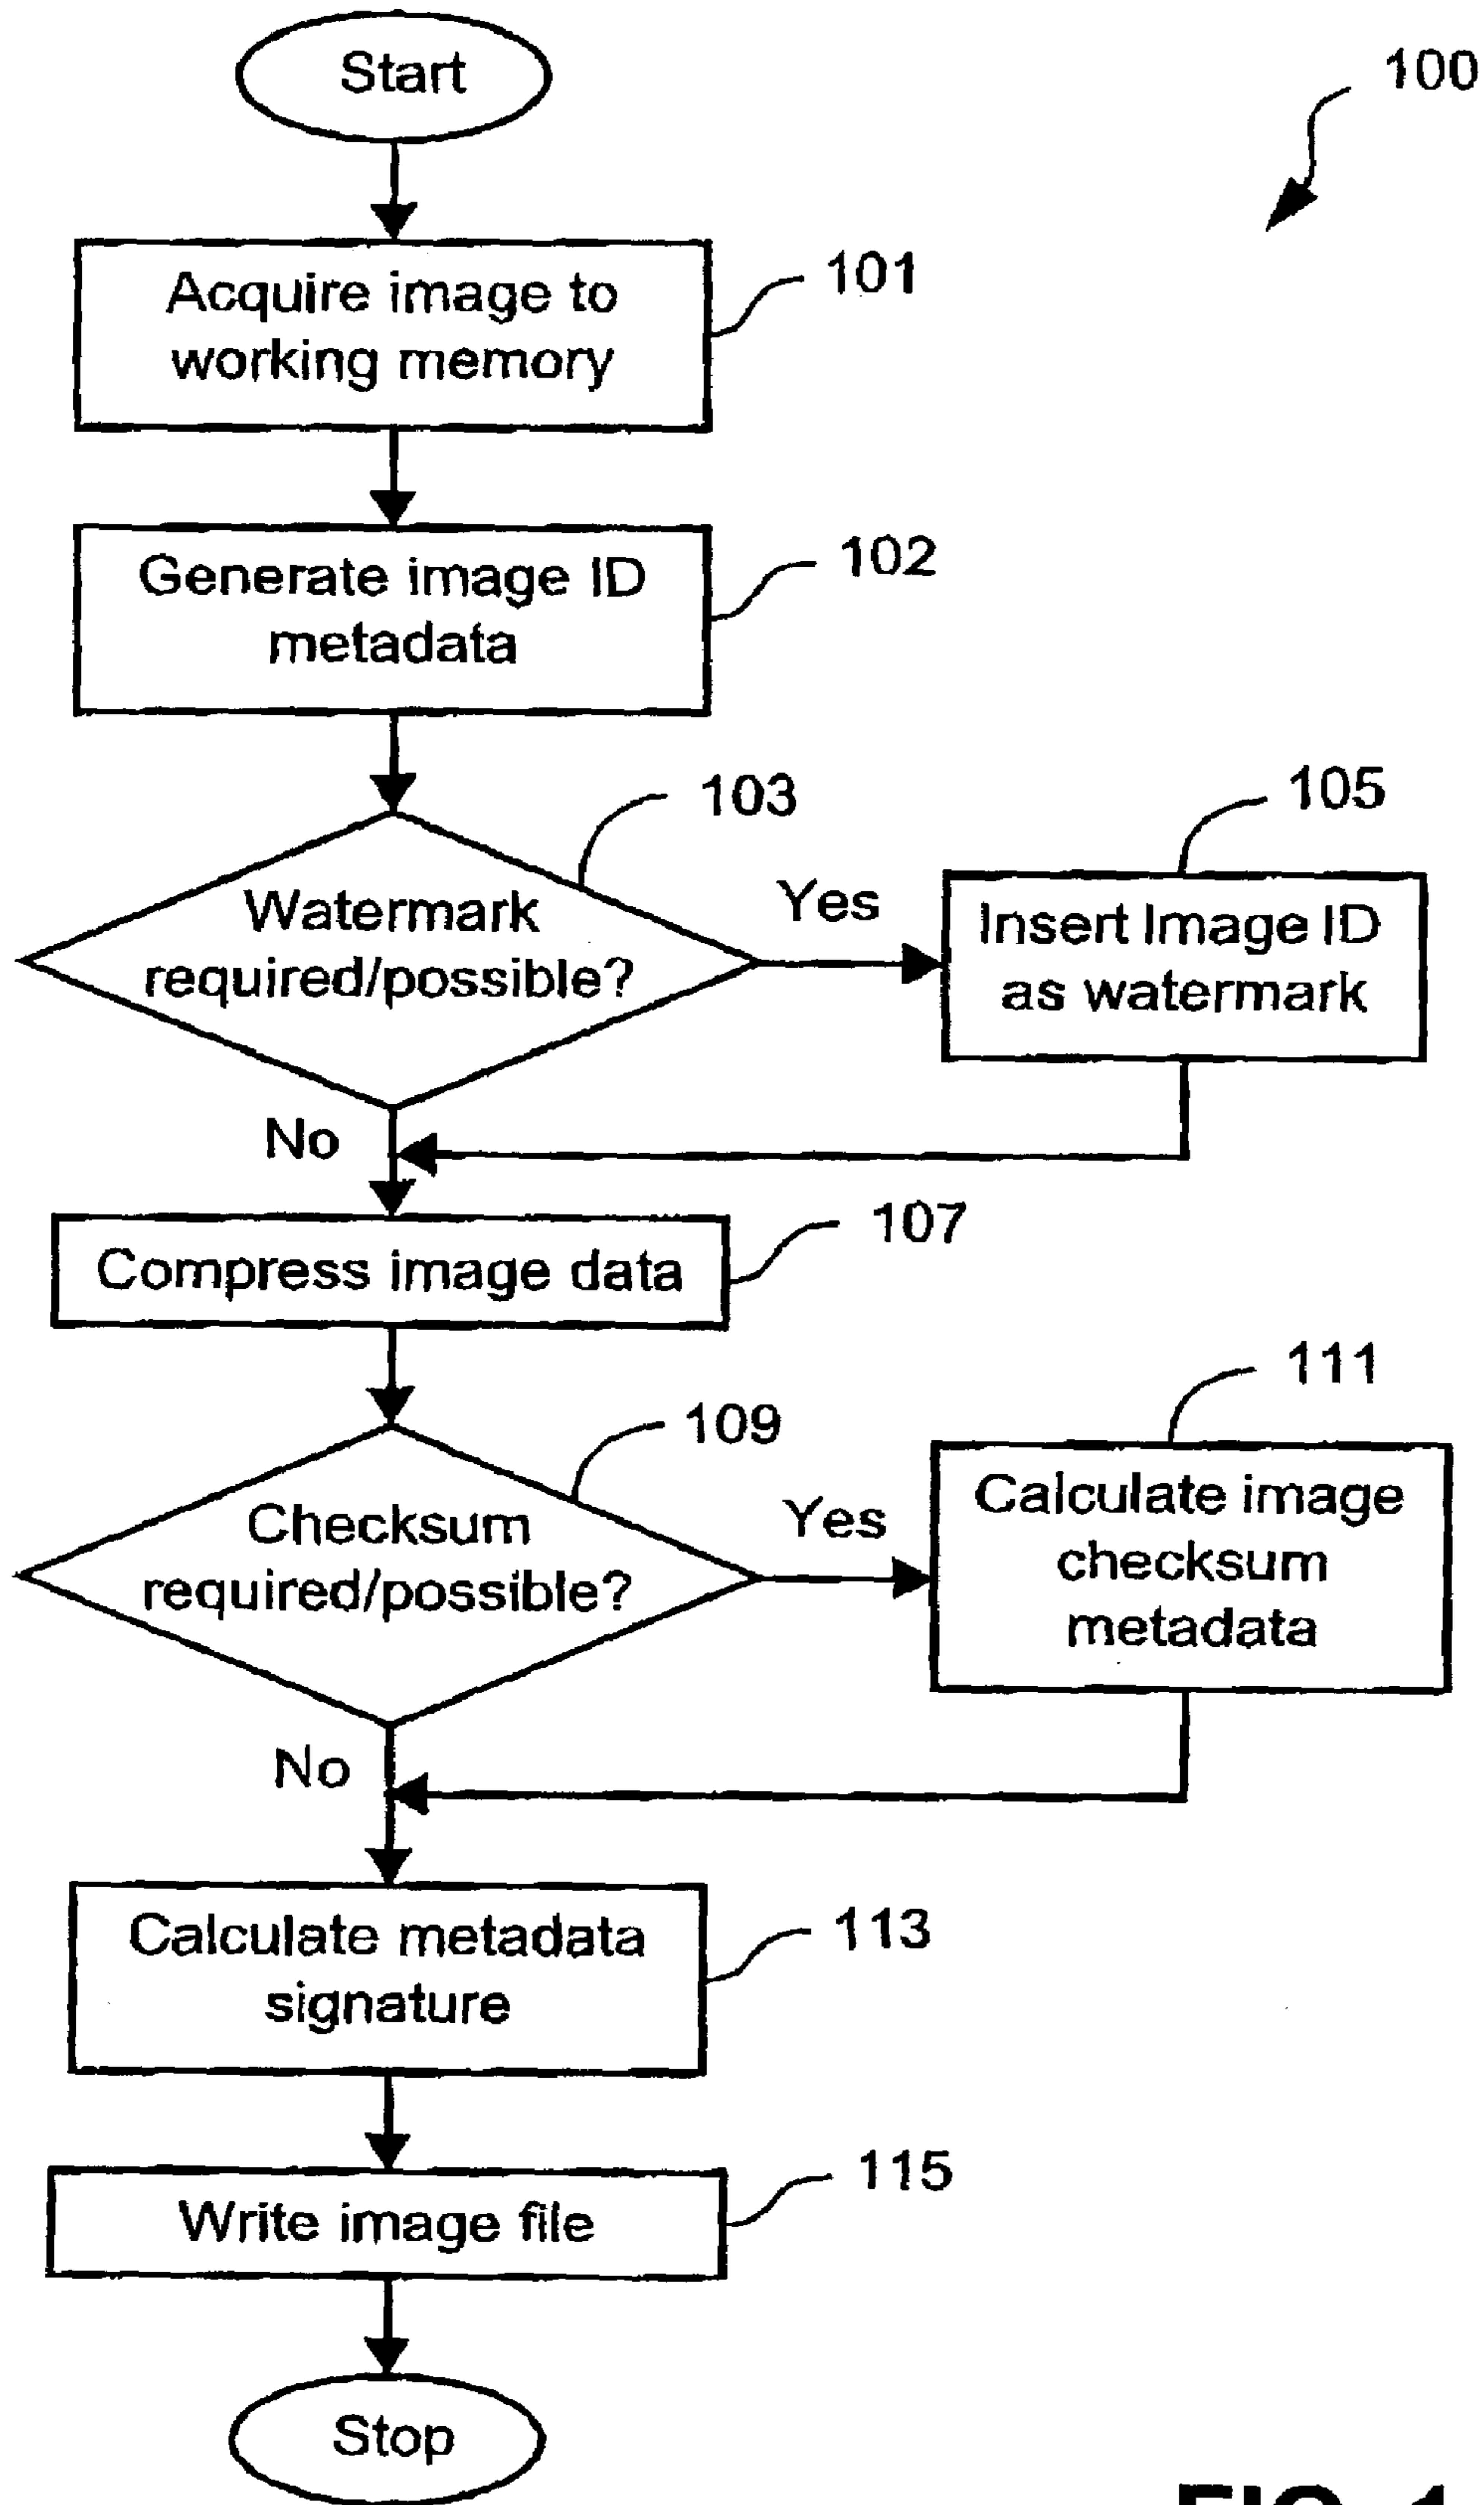 Start
100
Acquire image to
working memory
101
Generate image ID
metadata
102
103
Watermark
required/possible?
Yes
105
Insert Image ID
as watermark
No
Compress image data
107
109
Checksum
required/possible?
Yes
111
Calculate image
checksum
metadata
No
Calculate metadata
signature
113
Write image file
115
Stop
FIG. 1